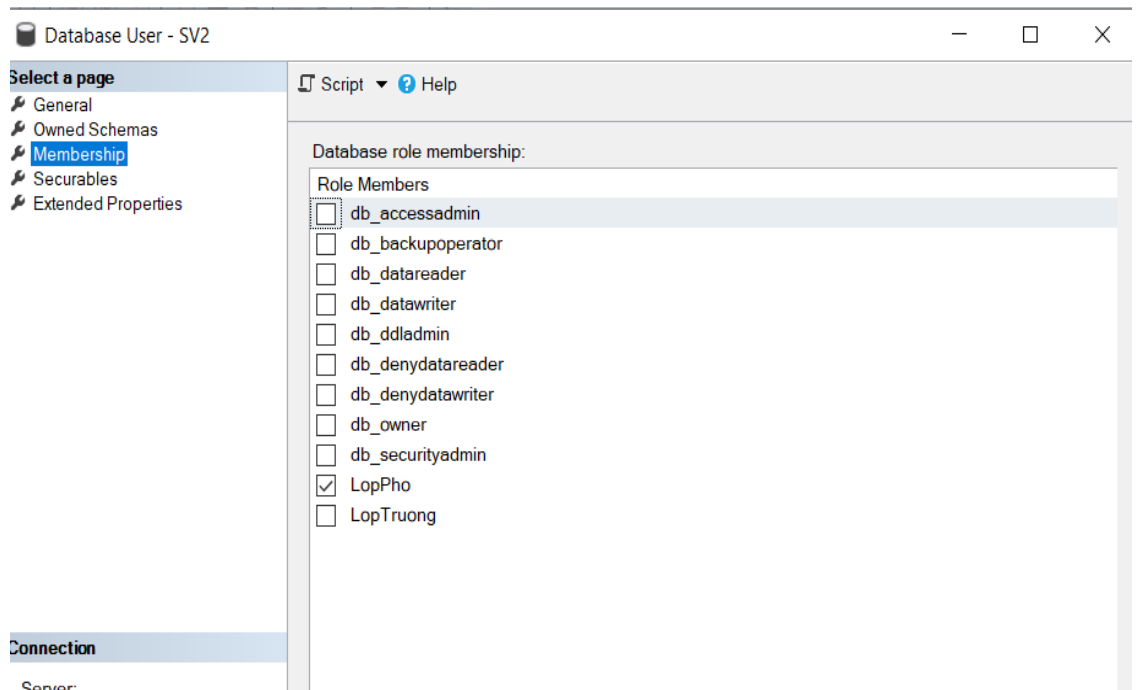 Database User - SV2
Select a page
General
Owned Schemas
Membership
Securables
Extended Properties
Script
Help
Database role membership:
Role Members
db_accessadmin
db_backupoperator
db_datareader
db_datawriter
db_ddladmin
db_denydatareader
db_denydatawriter
db_owner
db_securityadmin
LopPho
LopTruong
Connection
Server: